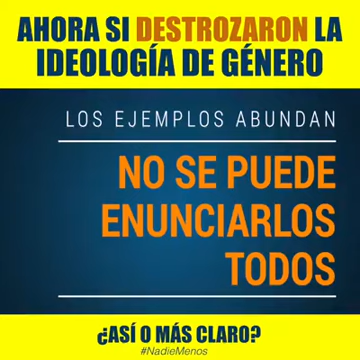 AHORA SI DESTROZARON LA
IDEOLOGÍA DE GÉNERO
LOS EJEMPLOS ABUNDAN
NO SE PUEDE
ENUNCIARLOS
TODOS
¿ASÍ O MÁS CLARO?
#NadieMenos